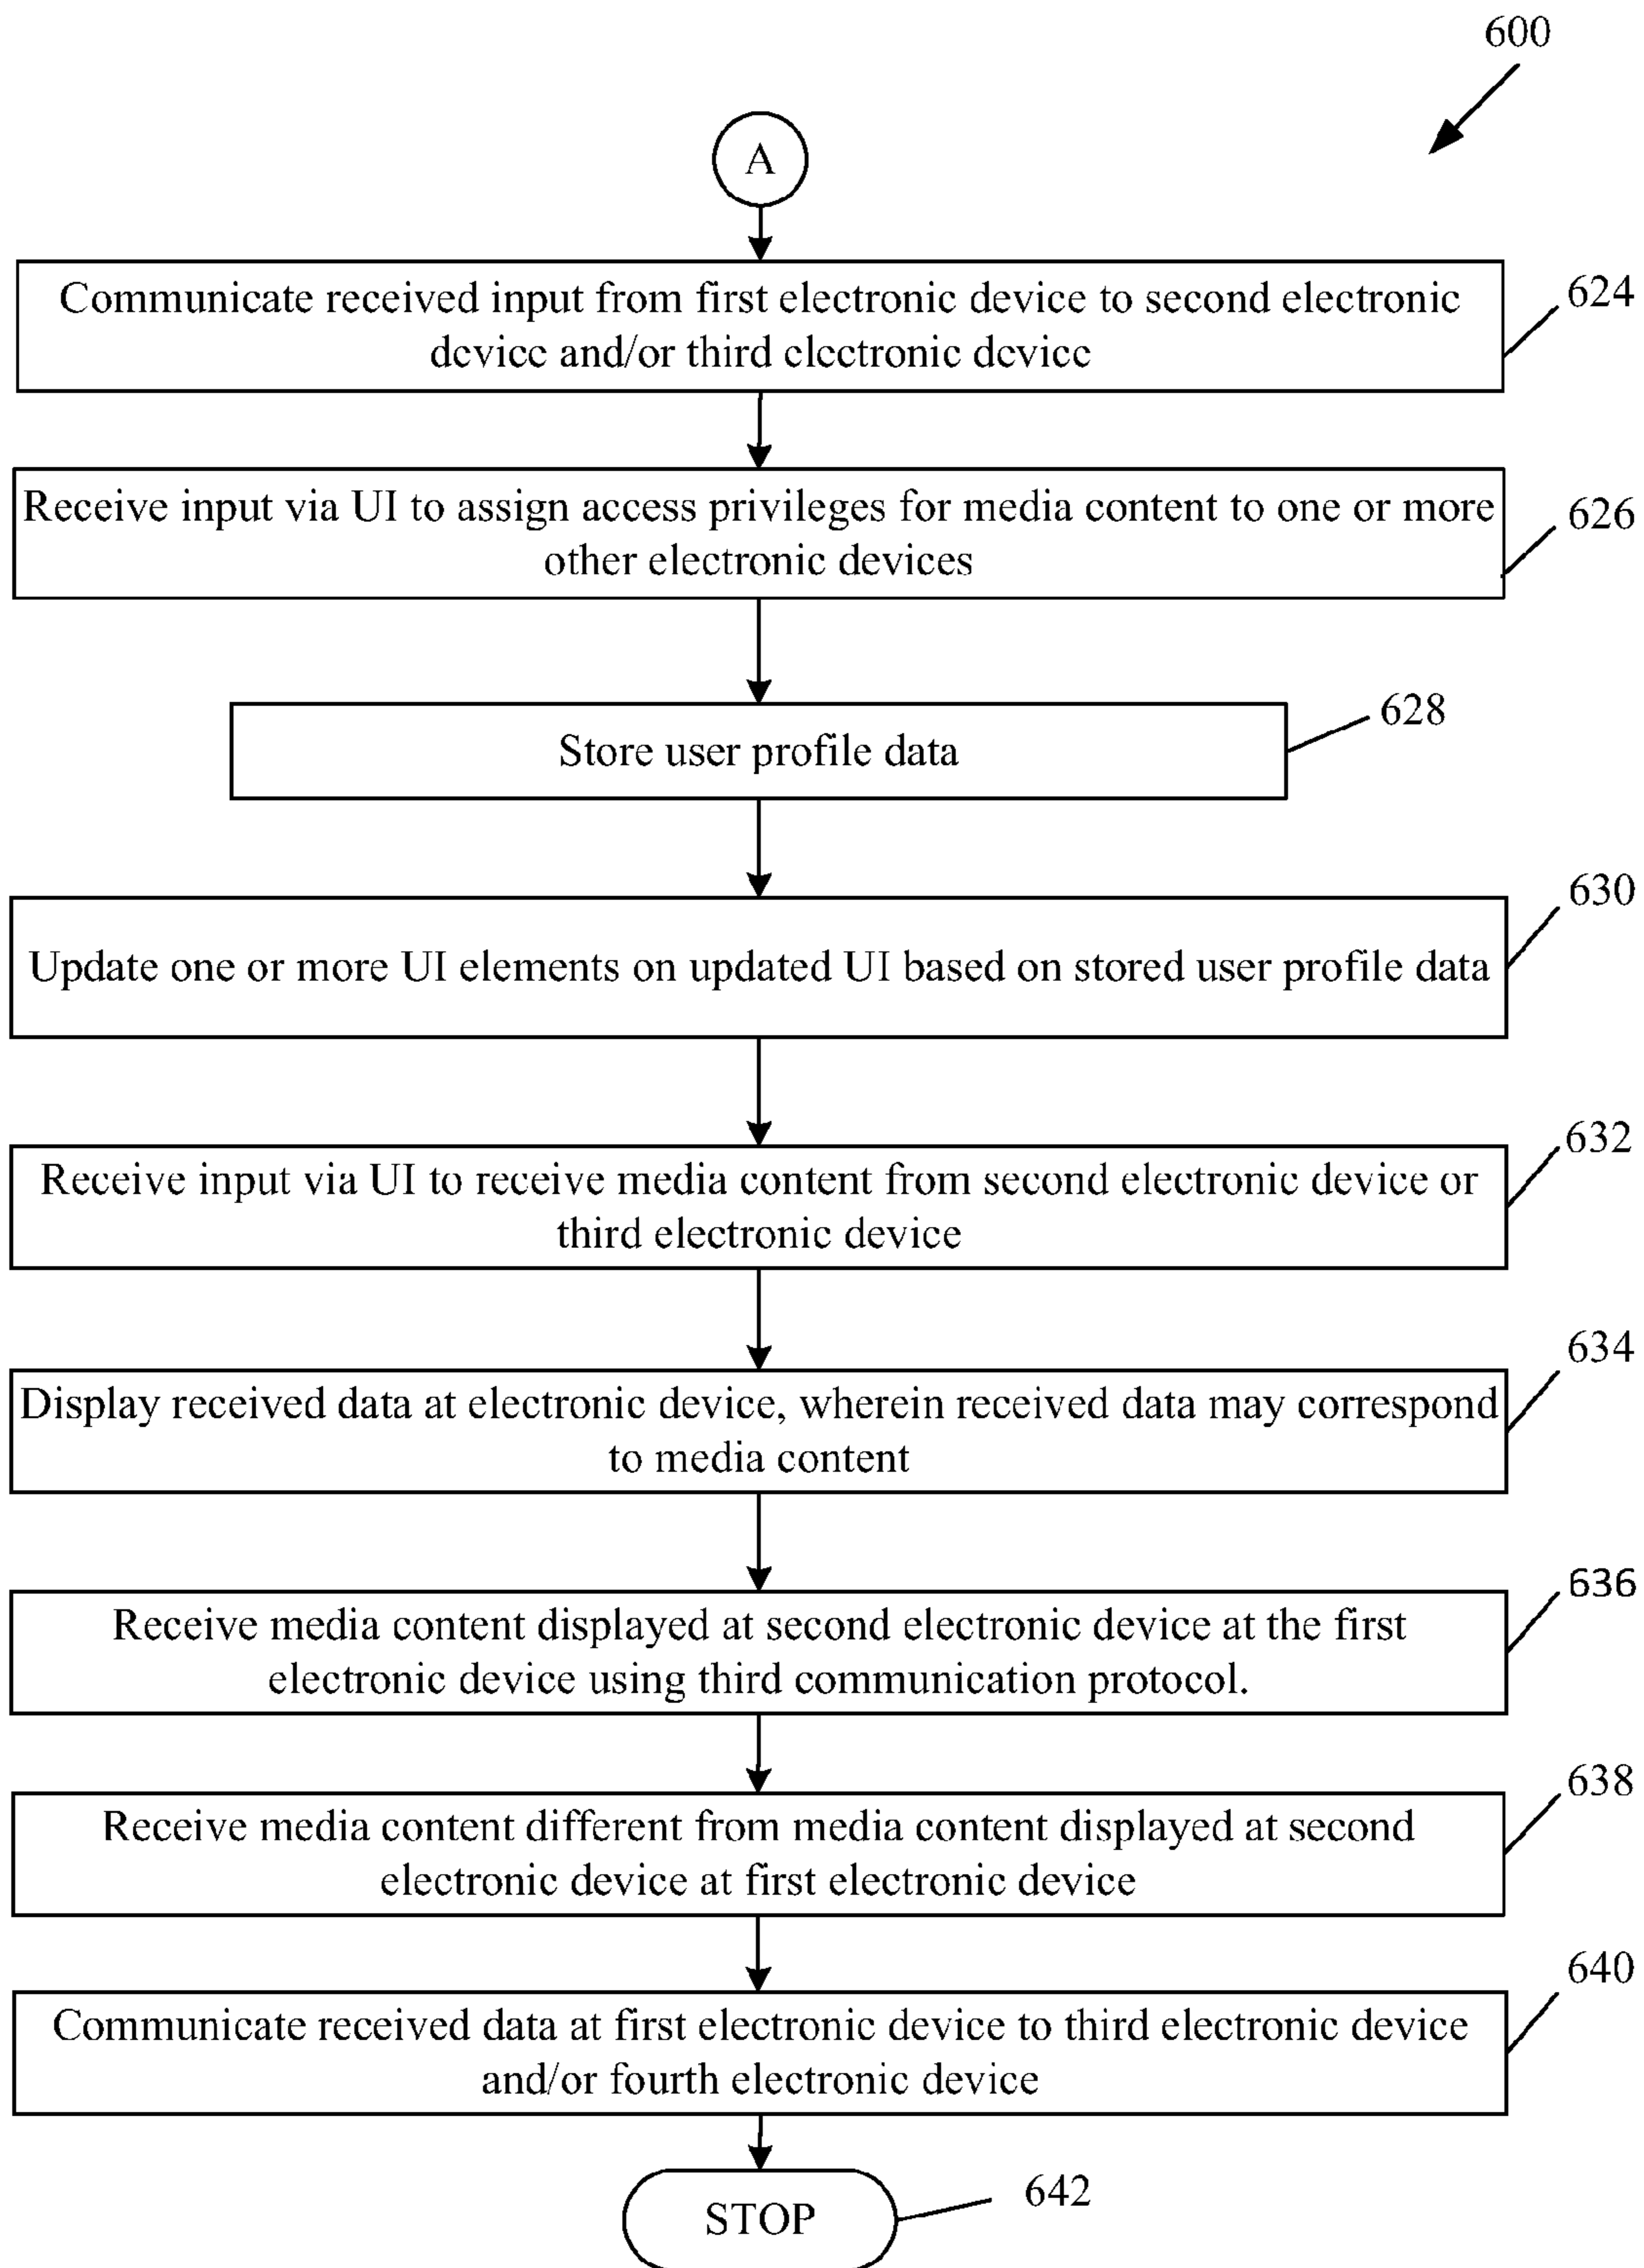 600
A
Communicate received input from first electronic device to second electronic
device and/or third electronic device
624
Receive input via UI to assign access privileges for media content to one or more
other electronic devices
626
Store user profile data
628
Update one or more UI elements on updated UI based on stored user profile data
630
Receive input via UI to receive media content from second electronic device or
third electronic device
632
Display received data at electronic device, wherein received data may correspond
to media content
634
Receive media content displayed at second electronic device at the first
electronic device using third communication protocol.
636
Receive media content different from media content displayed at second
electronic device at first electronic device
638
Communicate received data at first electronic device to third electronic device
and/or fourth electronic device
640
STOP
642